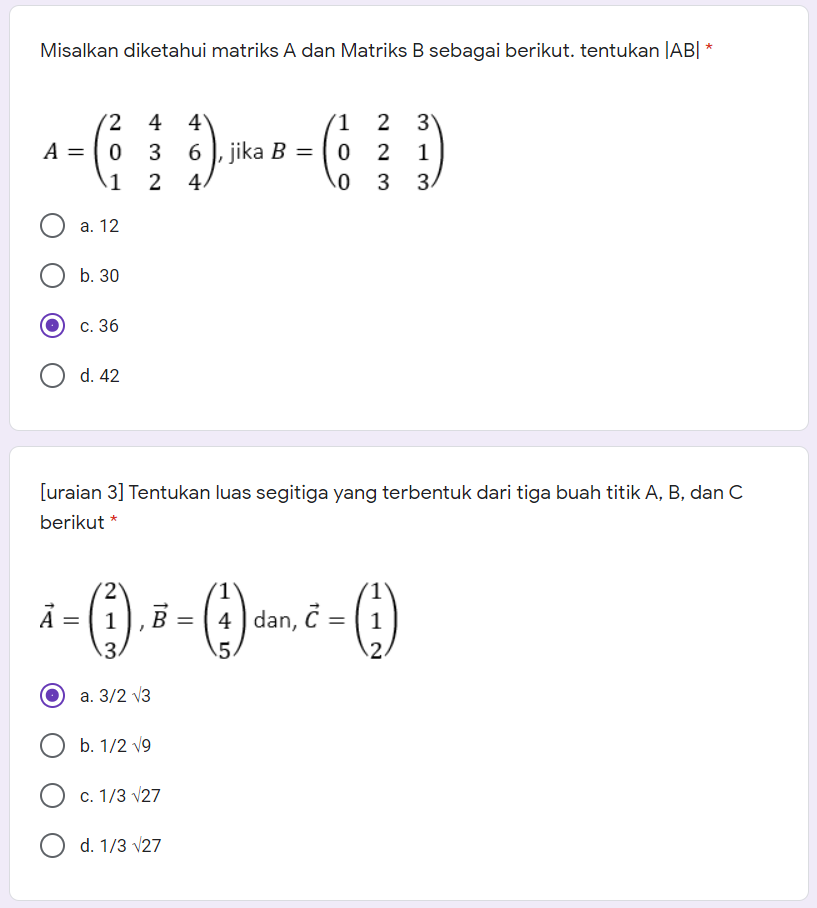 Misalkan diketahui matriks A dan Matriks B sebagai berikut. tentukan |AB| *
A = (2 4 4
0 3 6
1 2 4), jika B = (1 2 3
0 2 1
0 3 3)
a. 12
b. 30
c. 36
d. 42
[uraian 3] Tentukan luas segitiga yang terbentuk dari tiga buah titik A, B, dan C
berikut *
A⃗ = (2
1
3), B⃗ = (1
4
5) dan, C⃗ = (1
1
2)
a. 3/2 √3
b. 1/2 √9
c. 1/3 √27
d. 1/3 √27